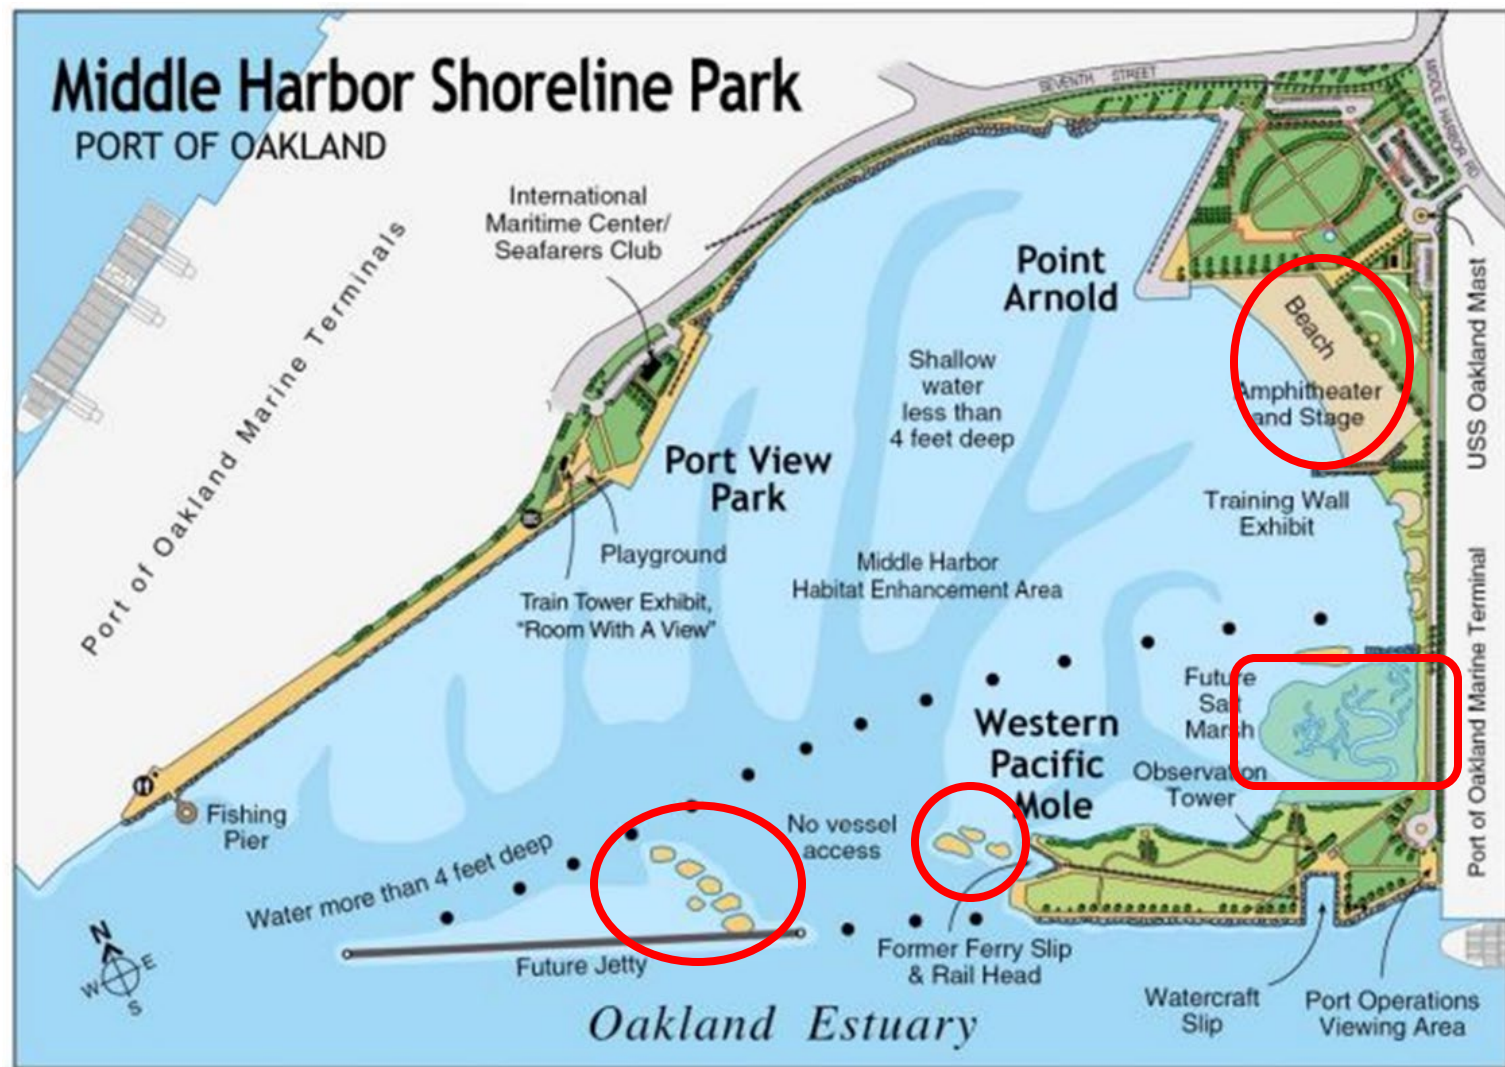 Middle Harbor Shoreline Park
PORT OF OAKLAND
SEVENTH STREET
MIDDLE HARBOR RD
International
Maritime Center/
Seafarers Club
Port of Oakland Marine Terminals
Point
Arnold
Beach
Amphitheater
and Stage
USS Oakland Mast
Shallow
water
less than
4 feet deep
Port View
Park
Training Wall
Exhibit
Playground
Middle Harbor
Habitat Enhancement Area
Train Tower Exhibit,
"Room With A View"
Port of Oakland Marine Terminal
Future
Salt
Marsh
Western
Pacific
Mole
Observation
Tower
Fishing
Pier
No vessel
access
Water more than 4 feet deep
N
W
E
S
Future Jetty
Former Ferry Slip
& Rail Head
Watercraft
Slip
Port Operations
Viewing Area
Oakland Estuary